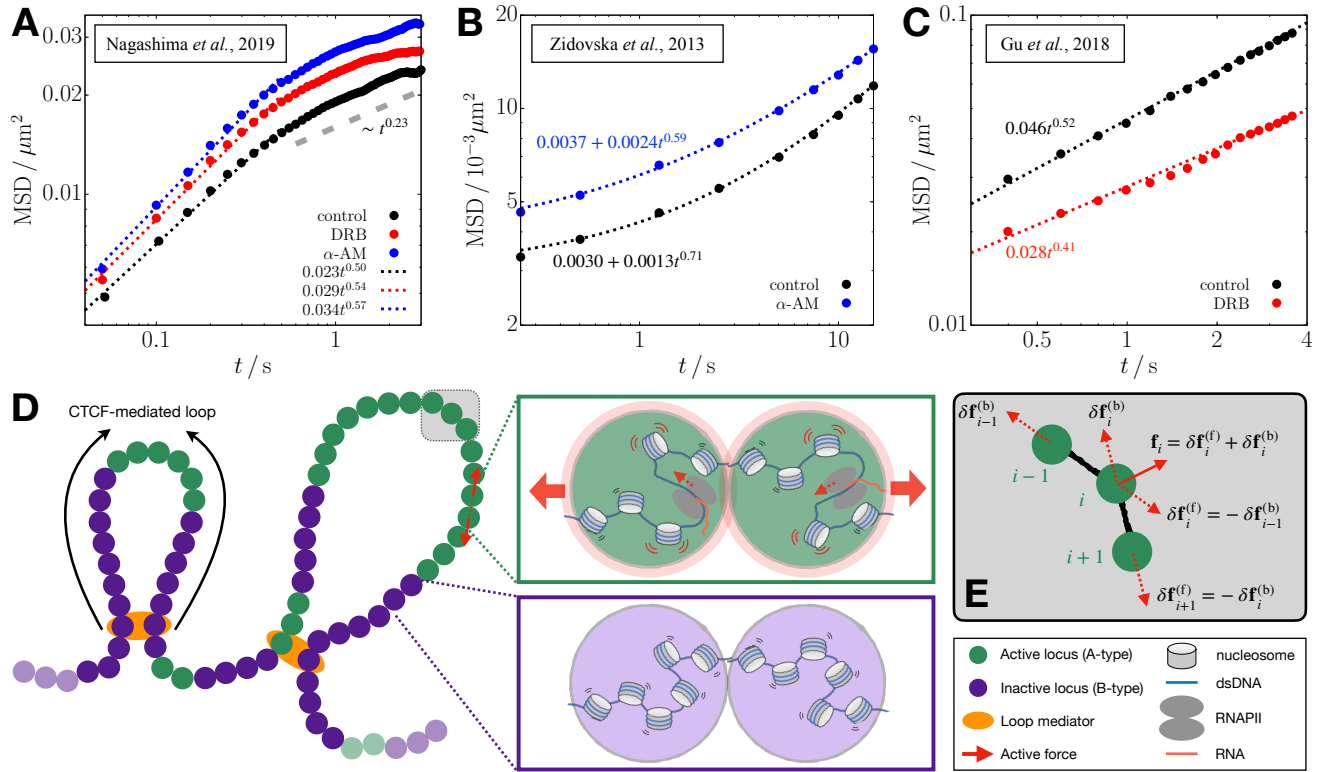 A
Nagashima et al., 2019
0.03
0.02
0.01
MSD / μm²
~ t^0.23
control
DRB
α-AM
0.023t^0.50
0.029t^0.54
0.034t^0.57
0.1
1
t / s
B
Zidovska et al., 2013
20
10
5
2
MSD / 10⁻³μm²
0.0037 + 0.0024t^0.59
0.0030 + 0.0013t^0.71
control
α-AM
1
10
t / s
C
Gu et al., 2018
0.1
0.01
MSD / μm²
0.046t^0.52
0.028t^0.41
control
DRB
0.5
1
2
4
t / s
D
CTCF-mediated loop
E
δf_{i−1}^{(b)}
δf_i^{(b)}
f_i = δf_i^{(f)} + δf_i^{(b)}
i − 1
i
δf_i^{(f)} = − δf_{i−1}^{(b)}
i + 1
δf_{i+1}^{(f)} = − δf_i^{(b)}
Active locus (A-type)
Inactive locus (B-type)
Loop mediator
Active force
nucleosome
dsDNA
RNAPII
RNA